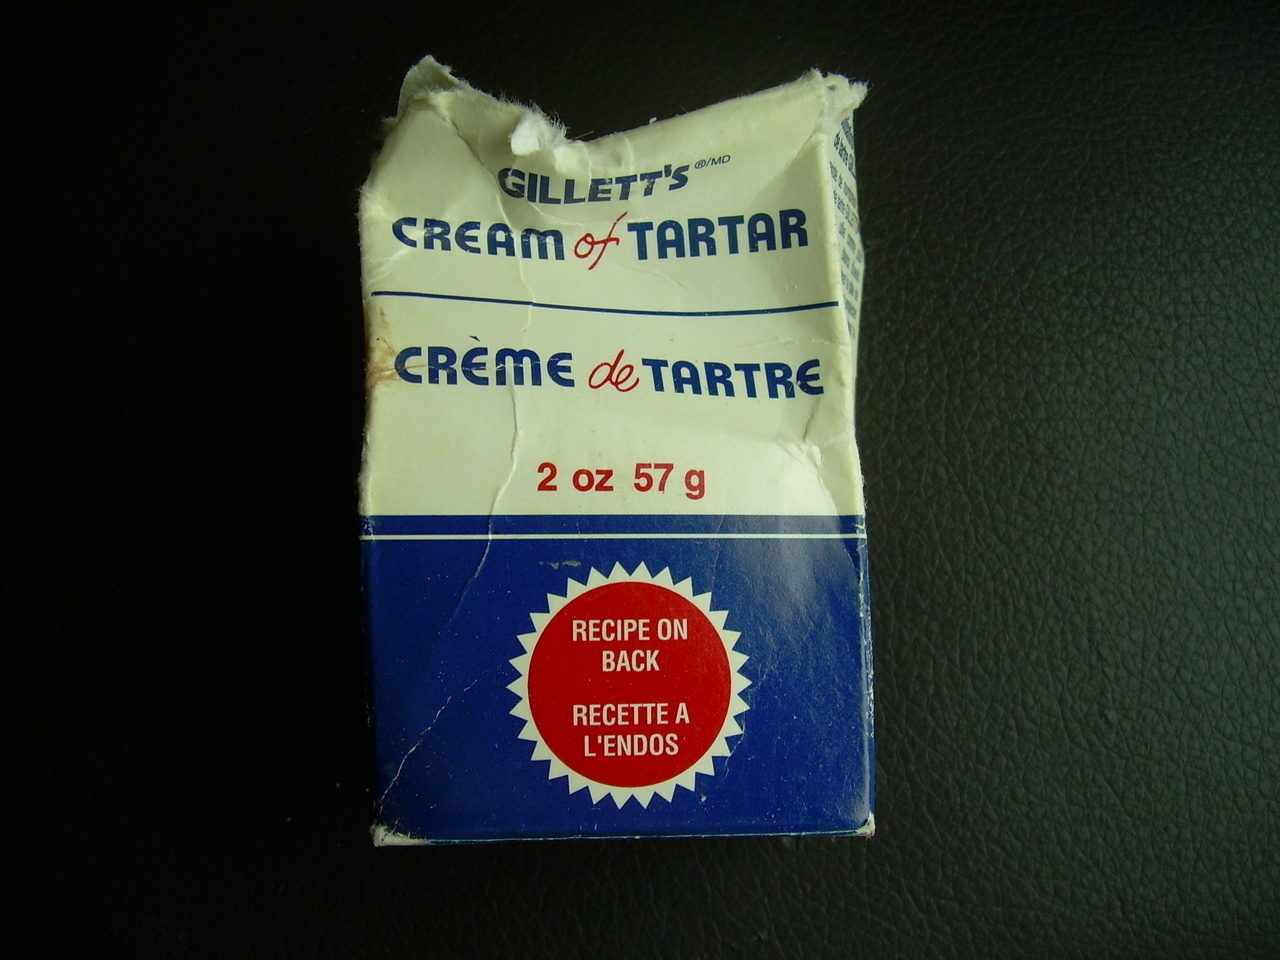 GILLETT'S ®/MD
CREAM of TARTAR
CRÈME de TARTRE
2 oz 57 g
RECIPE ON
BACK
RECETTE A
L'ENDOS